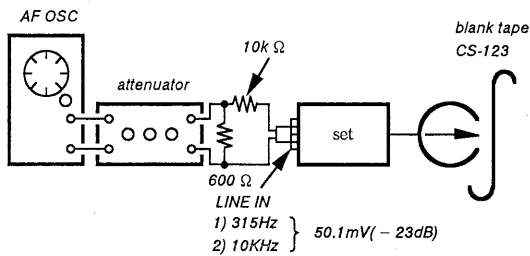 AF OSC
attenuator
10k Ω
blank tape
CS-123
set
600 Ω
LINE IN
1) 315Hz
2) 10KHz
50.1mV(-23dB)